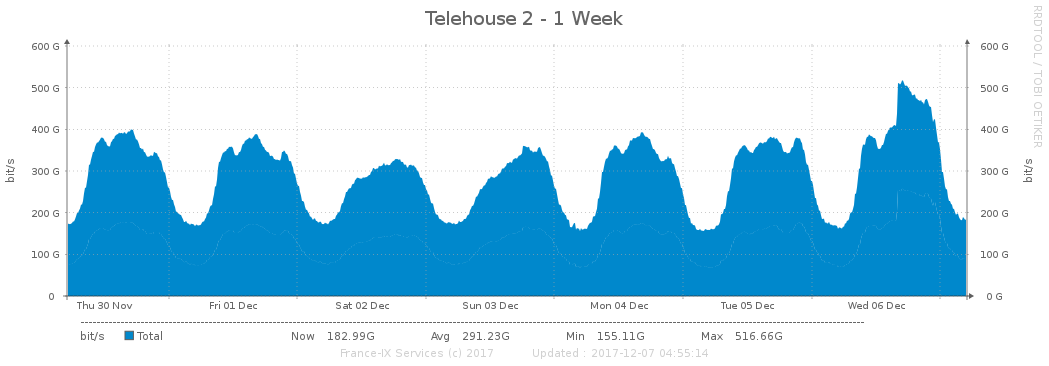 Telehouse 2 - 1 Week
RRDTOOL / TOBI OETIKER
600 G 600 G
500 G 500 G
400 G 400 G
300 G 300 G
200 G 200 G
100 G 100 G
0 0 G
bit/s
bit/s
Thu 30 Nov Fri 01 Dec Sat 02 Dec Sun 03 Dec Mon 04 Dec Tue 05 Dec Wed 06 Dec
bit/s Total Now 182.99G Avg 291.23G Min 155.11G Max 516.66G
France-IX Services (c) 2017 Updated : 2017-12-07 04:55:14